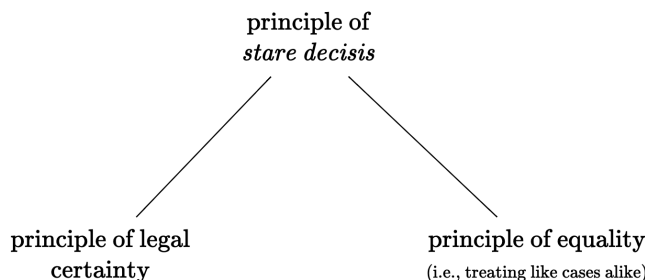 principle of
stare decisis
principle of legal
certainty
principle of equality
(i.e., treating like cases alike)